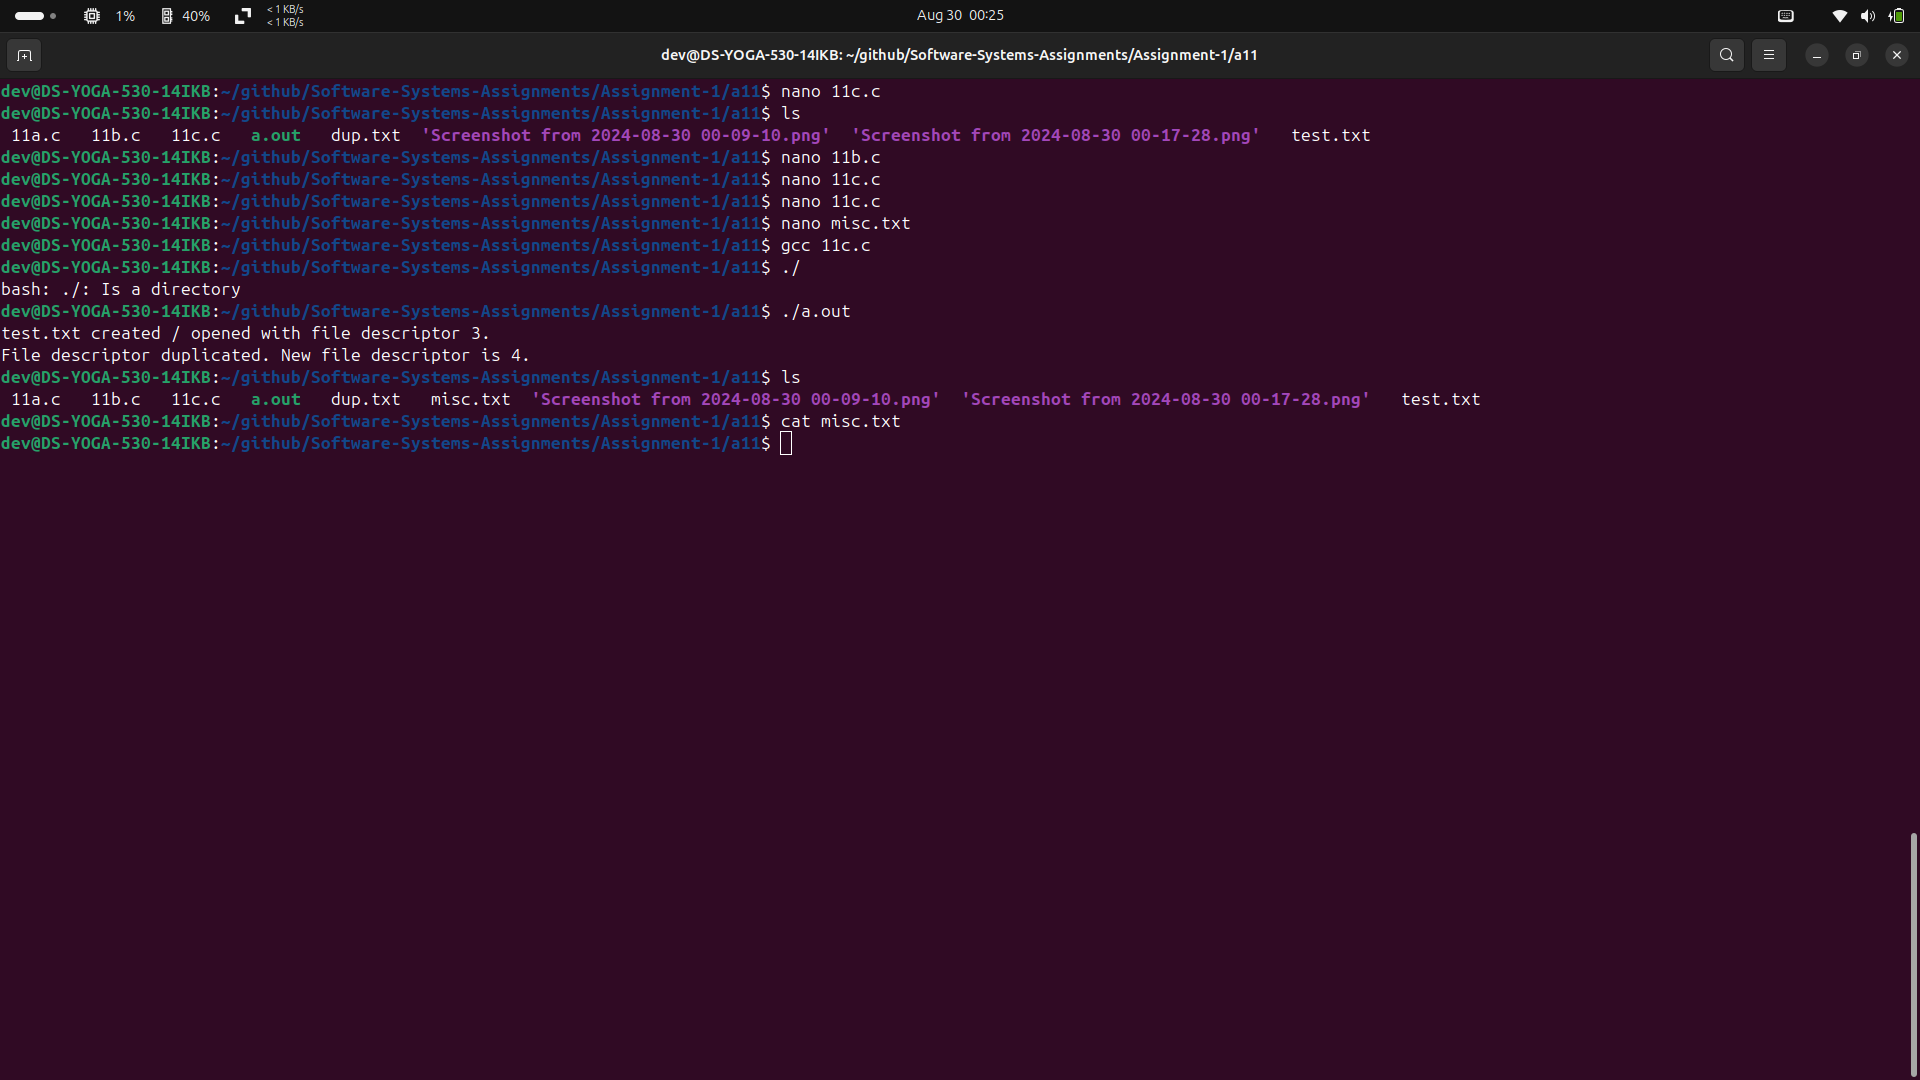 1% 40% < 1 KB/s Aug 30 00:25
< 1 KB/s
dev@DS-YOGA-530-14IKB: ~/github/Software-Systems-Assignments/Assignment-1/a11
dev@DS-YOGA-530-14IKB:~/github/Software-Systems-Assignments/Assignment-1/a11$ nano 11c.c
dev@DS-YOGA-530-14IKB:~/github/Software-Systems-Assignments/Assignment-1/a11$ ls
11a.c 11b.c 11c.c a.out dup.txt 'Screenshot from 2024-08-30 00-09-10.png' 'Screenshot from 2024-08-30 00-17-28.png' test.txt
dev@DS-YOGA-530-14IKB:~/github/Software-Systems-Assignments/Assignment-1/a11$ nano 11b.c
dev@DS-YOGA-530-14IKB:~/github/Software-Systems-Assignments/Assignment-1/a11$ nano 11c.c
dev@DS-YOGA-530-14IKB:~/github/Software-Systems-Assignments/Assignment-1/a11$ nano 11c.c
dev@DS-YOGA-530-14IKB:~/github/Software-Systems-Assignments/Assignment-1/a11$ nano misc.txt
dev@DS-YOGA-530-14IKB:~/github/Software-Systems-Assignments/Assignment-1/a11$ gcc 11c.c
dev@DS-YOGA-530-14IKB:~/github/Software-Systems-Assignments/Assignment-1/a11$ ./
bash: ./: Is a directory
dev@DS-YOGA-530-14IKB:~/github/Software-Systems-Assignments/Assignment-1/a11$ ./a.out
test.txt created / opened with file descriptor 3.
File descriptor duplicated. New file descriptor is 4.
dev@DS-YOGA-530-14IKB:~/github/Software-Systems-Assignments/Assignment-1/a11$ ls
11a.c 11b.c 11c.c a.out dup.txt misc.txt 'Screenshot from 2024-08-30 00-09-10.png' 'Screenshot from 2024-08-30 00-17-28.png' test.txt
dev@DS-YOGA-530-14IKB:~/github/Software-Systems-Assignments/Assignment-1/a11$ cat misc.txt
dev@DS-YOGA-530-14IKB:~/github/Software-Systems-Assignments/Assignment-1/a11$